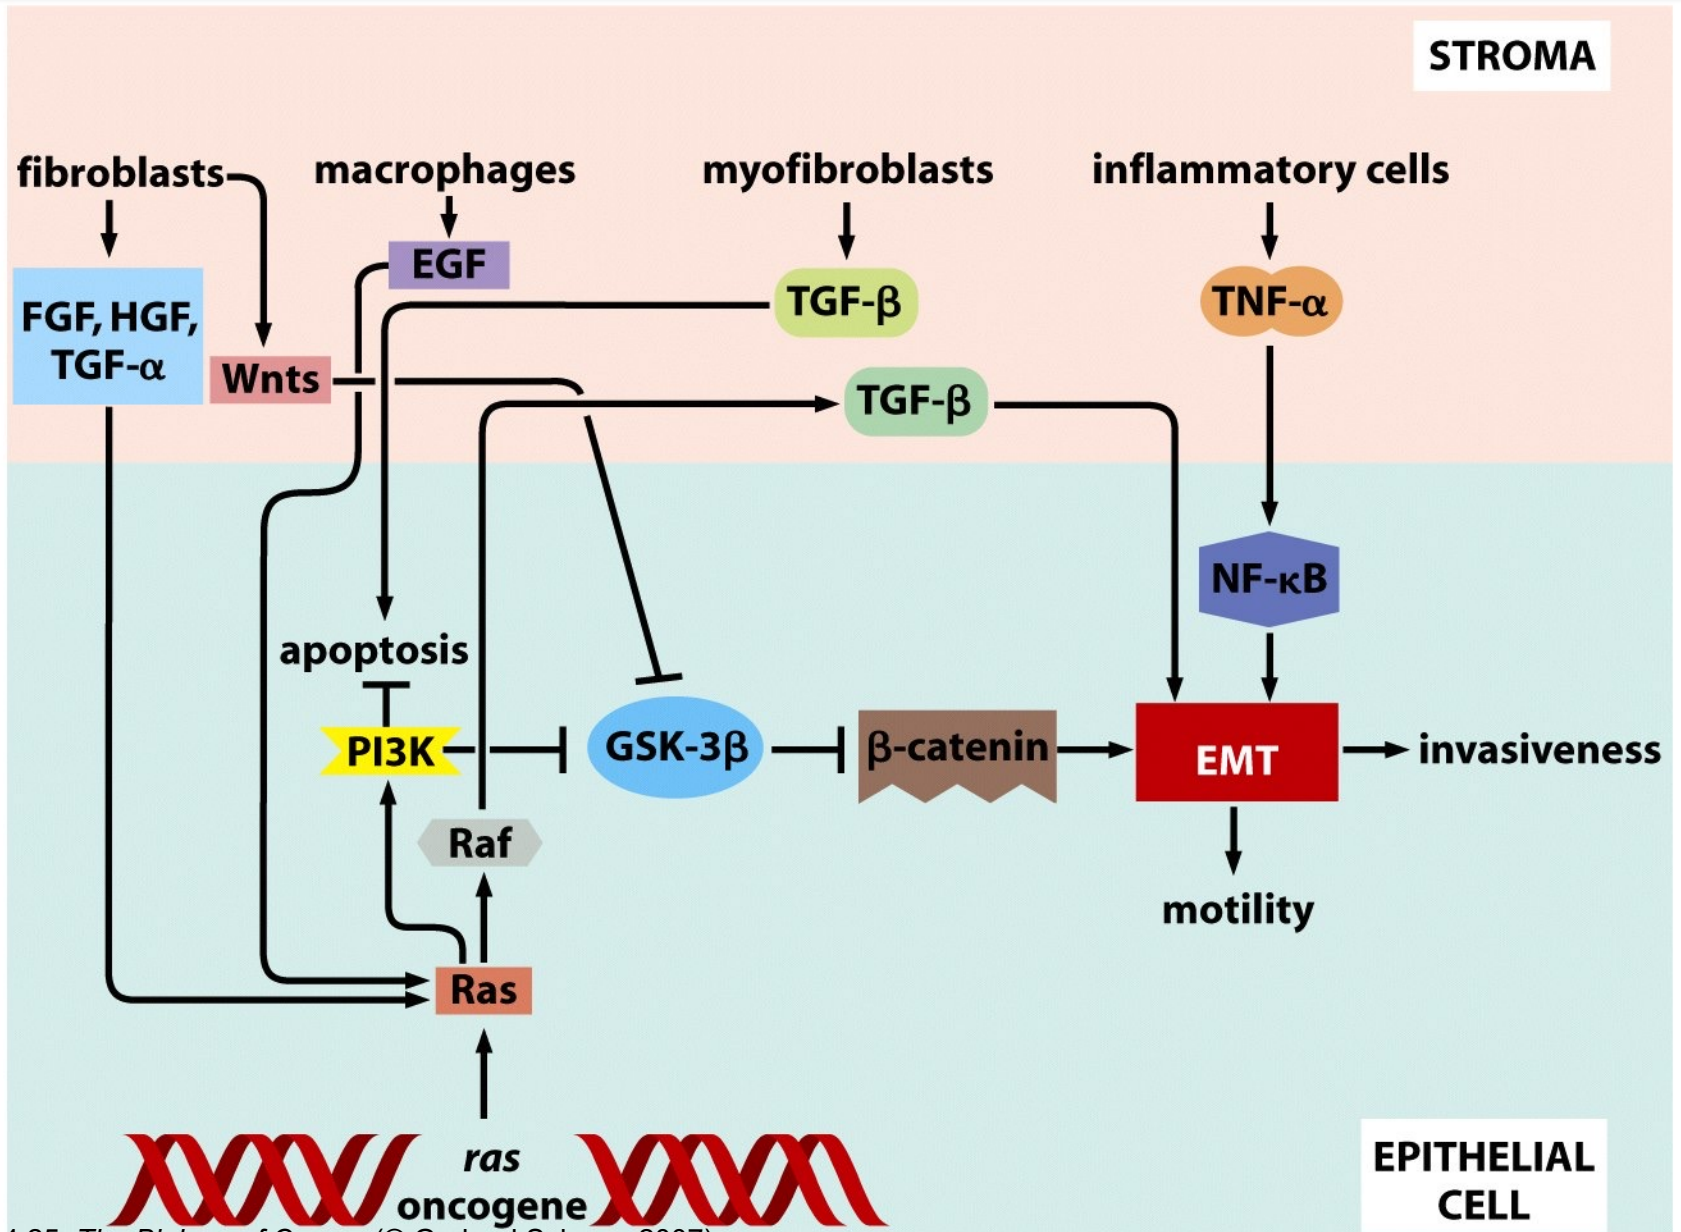 STROMA
fibroblasts
macrophages
myofibroblasts
inflammatory cells
EGF
FGF, HGF,
TGF-α
TGF-β
TNF-α
Wnts
TGF-β
NF-κB
apoptosis
PI3K
GSK-3β
β-catenin
EMT
invasiveness
Raf
motility
Ras
ras
oncogene
EPITHELIAL
CELL